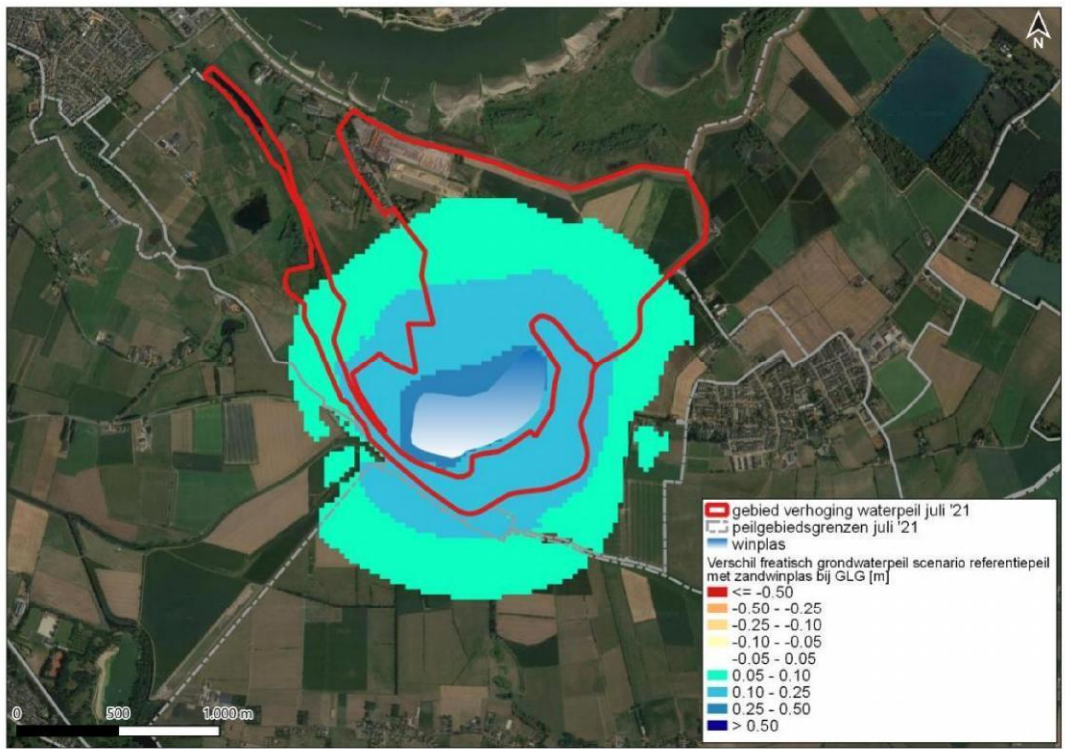 N
gebied verhoging waterpeil juli '21
peilgebiedsgrenzen juli '21
winplas
Verschil freatisch grondwaterpeil scenario referentiepeil
met zandwinplas bij GLG [m]
<= -0.50
-0.50 - -0.25
-0.25 - -0.10
-0.10 - -0.05
-0.05 - 0.05
0.05 - 0.10
0.10 - 0.25
0.25 - 0.50
> 0.50
0 500 1.000 m